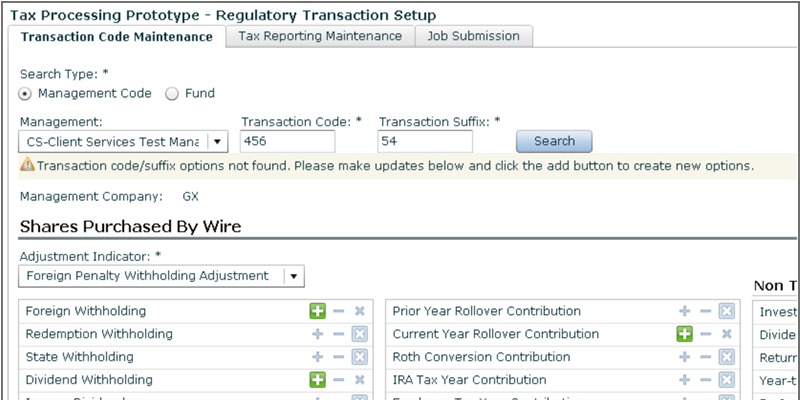 Tax Processing Prototype - Regulatory Transaction Setup
Transaction Code Maintenance Tax Reporting Maintenance Job Submission
Search Type: *
Management Code Fund
Management: Transaction Code: * Transaction Suffix: *
CS-Client Services Test Mana 456 54 Search
Transaction code/suffix options not found. Please make updates below and click the add button to create new options.
Management Company: GX
Shares Purchased By Wire
Adjustment Indicator: *
Foreign Penalty Withholding Adjustment
Non T
Foreign Withholding Prior Year Rollover Contribution Invest
Redemption Withholding Current Year Rollover Contribution Divide
State Withholding Roth Conversion Contribution Return
Dividend Withholding IRA Tax Year Contribution Year-t